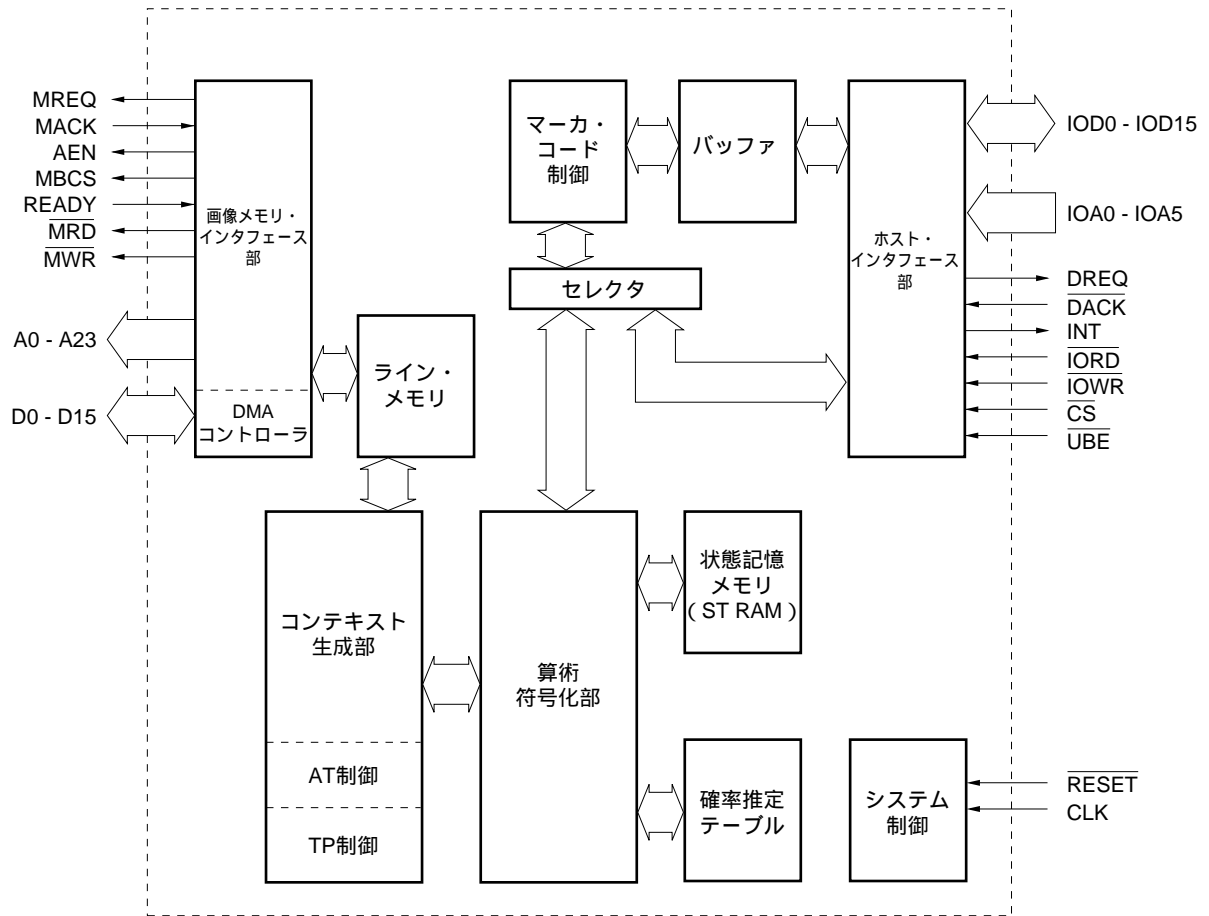 MREQ
MACK
AEN
MBCS
READY
MRD
MWR
A0 - A23
D0 - D15
画像メモリ・
インタフェース
部
DMA
コントローラ
ライン・
メモリ
マーカ・
コード
制御
バッファ
セレクタ
ホスト・
インタフェース
部
IOD0 - IOD15
IOA0 - IOA5
DREQ
DACK
INT
IORD
IOWR
CS
UBE
コンテキスト
生成部
AT制御
TP制御
算術
符号化部
状態記憶
メモリ
( ST RAM )
確率推定
テーブル
システム
制御
RESET
CLK